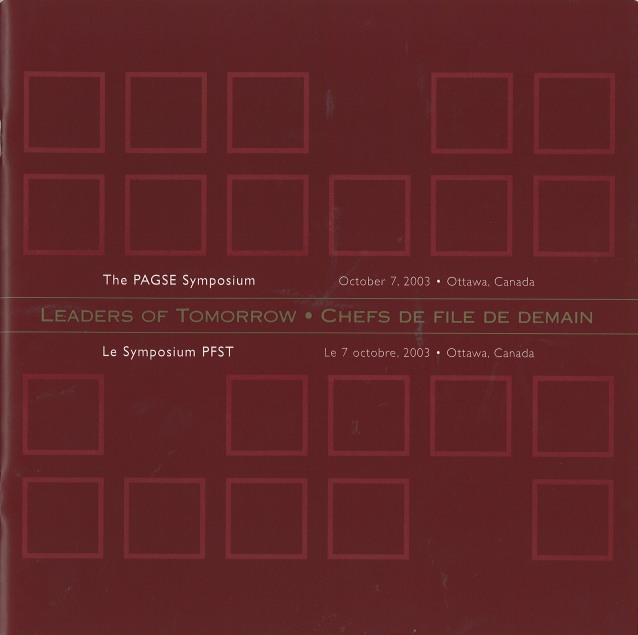 The PAGSE Symposium October 7, 2003 • Ottawa, Canada
LEADERS OF TOMORROW • CHEFS DE FILE DE DEMAIN
Le Symposium PFST Le 7 octobre, 2003 • Ottawa, Canada